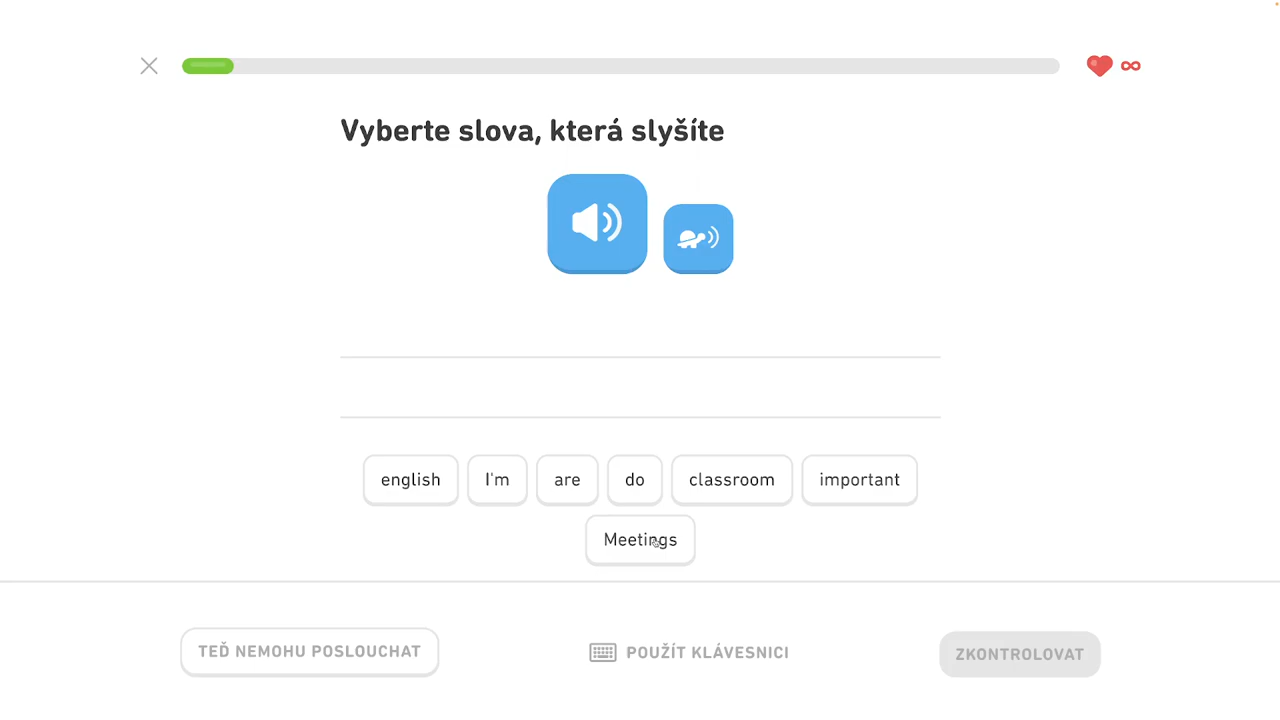 Vyberte slova, která slyšíte
english I'm are do classroom important
Meetings
TEĎ NEMOHU POSLOUCHAT POUŽÍT KLÁVESNICI ZKONTROLOVAT